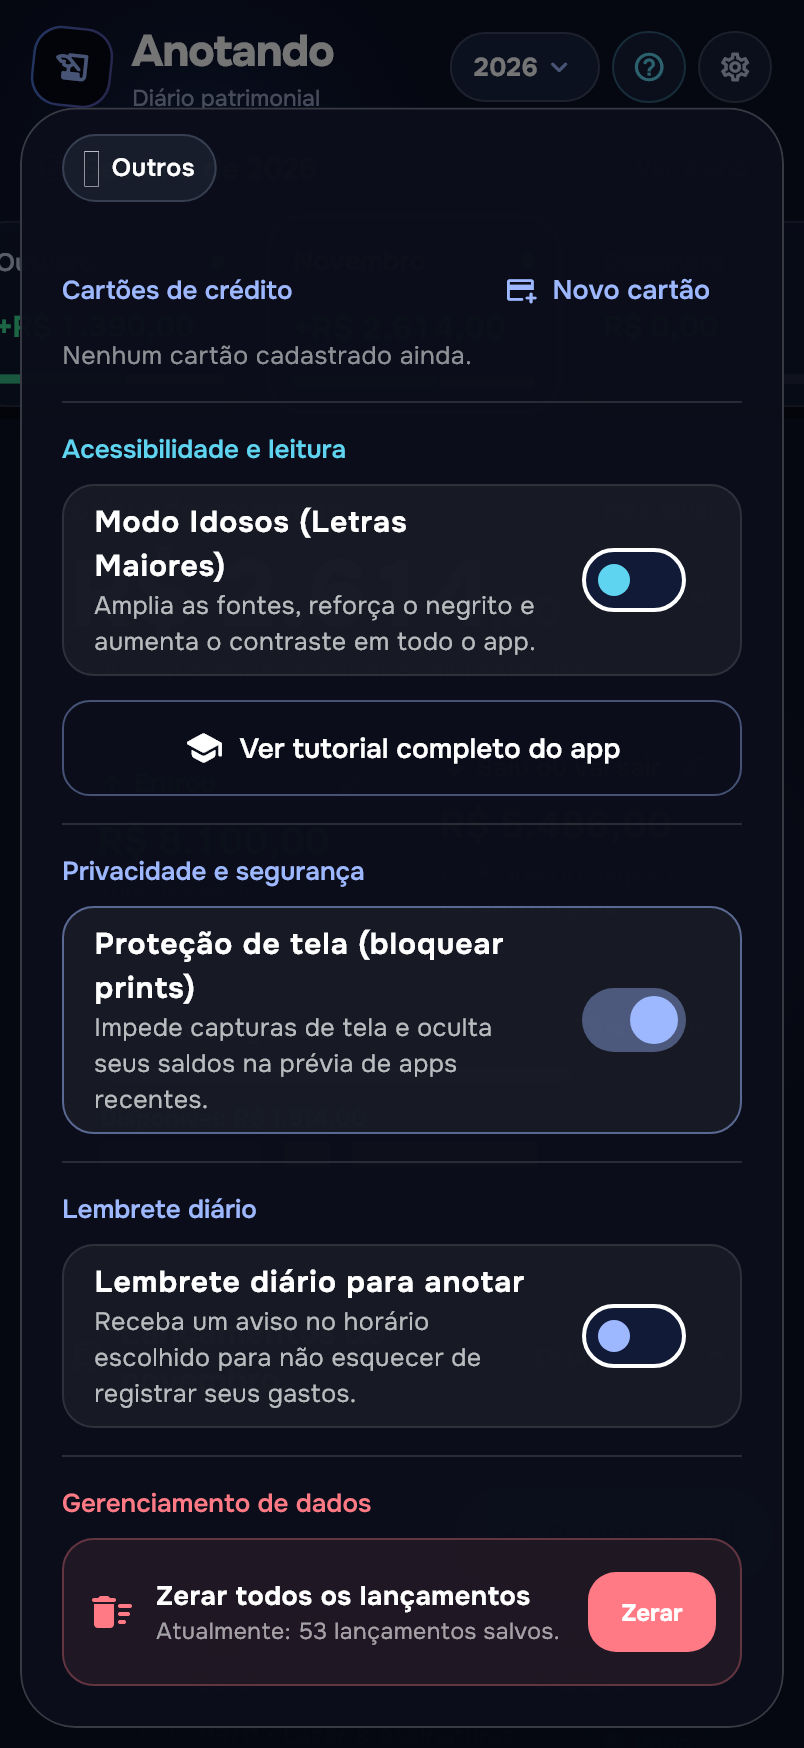 Anotando
Diário patrimonial
2026
Outros
Cartões de crédito
Novo cartão
Nenhum cartão cadastrado ainda.
Acessibilidade e leitura
Modo Idosos (Letras
Maiores)
Amplia as fontes, reforça o negrito e
aumenta o contraste em todo o app.
Ver tutorial completo do app
Privacidade e segurança
Proteção de tela (bloquear
prints)
Impede capturas de tela e oculta
seus saldos na prévia de apps
recentes.
Lembrete diário
Lembrete diário para anotar
Receba um aviso no horário
escolhido para não esquecer de
registrar seus gastos.
Gerenciamento de dados
Zerar todos os lançamentos
Atualmente: 53 lançamentos salvos.
Zerar